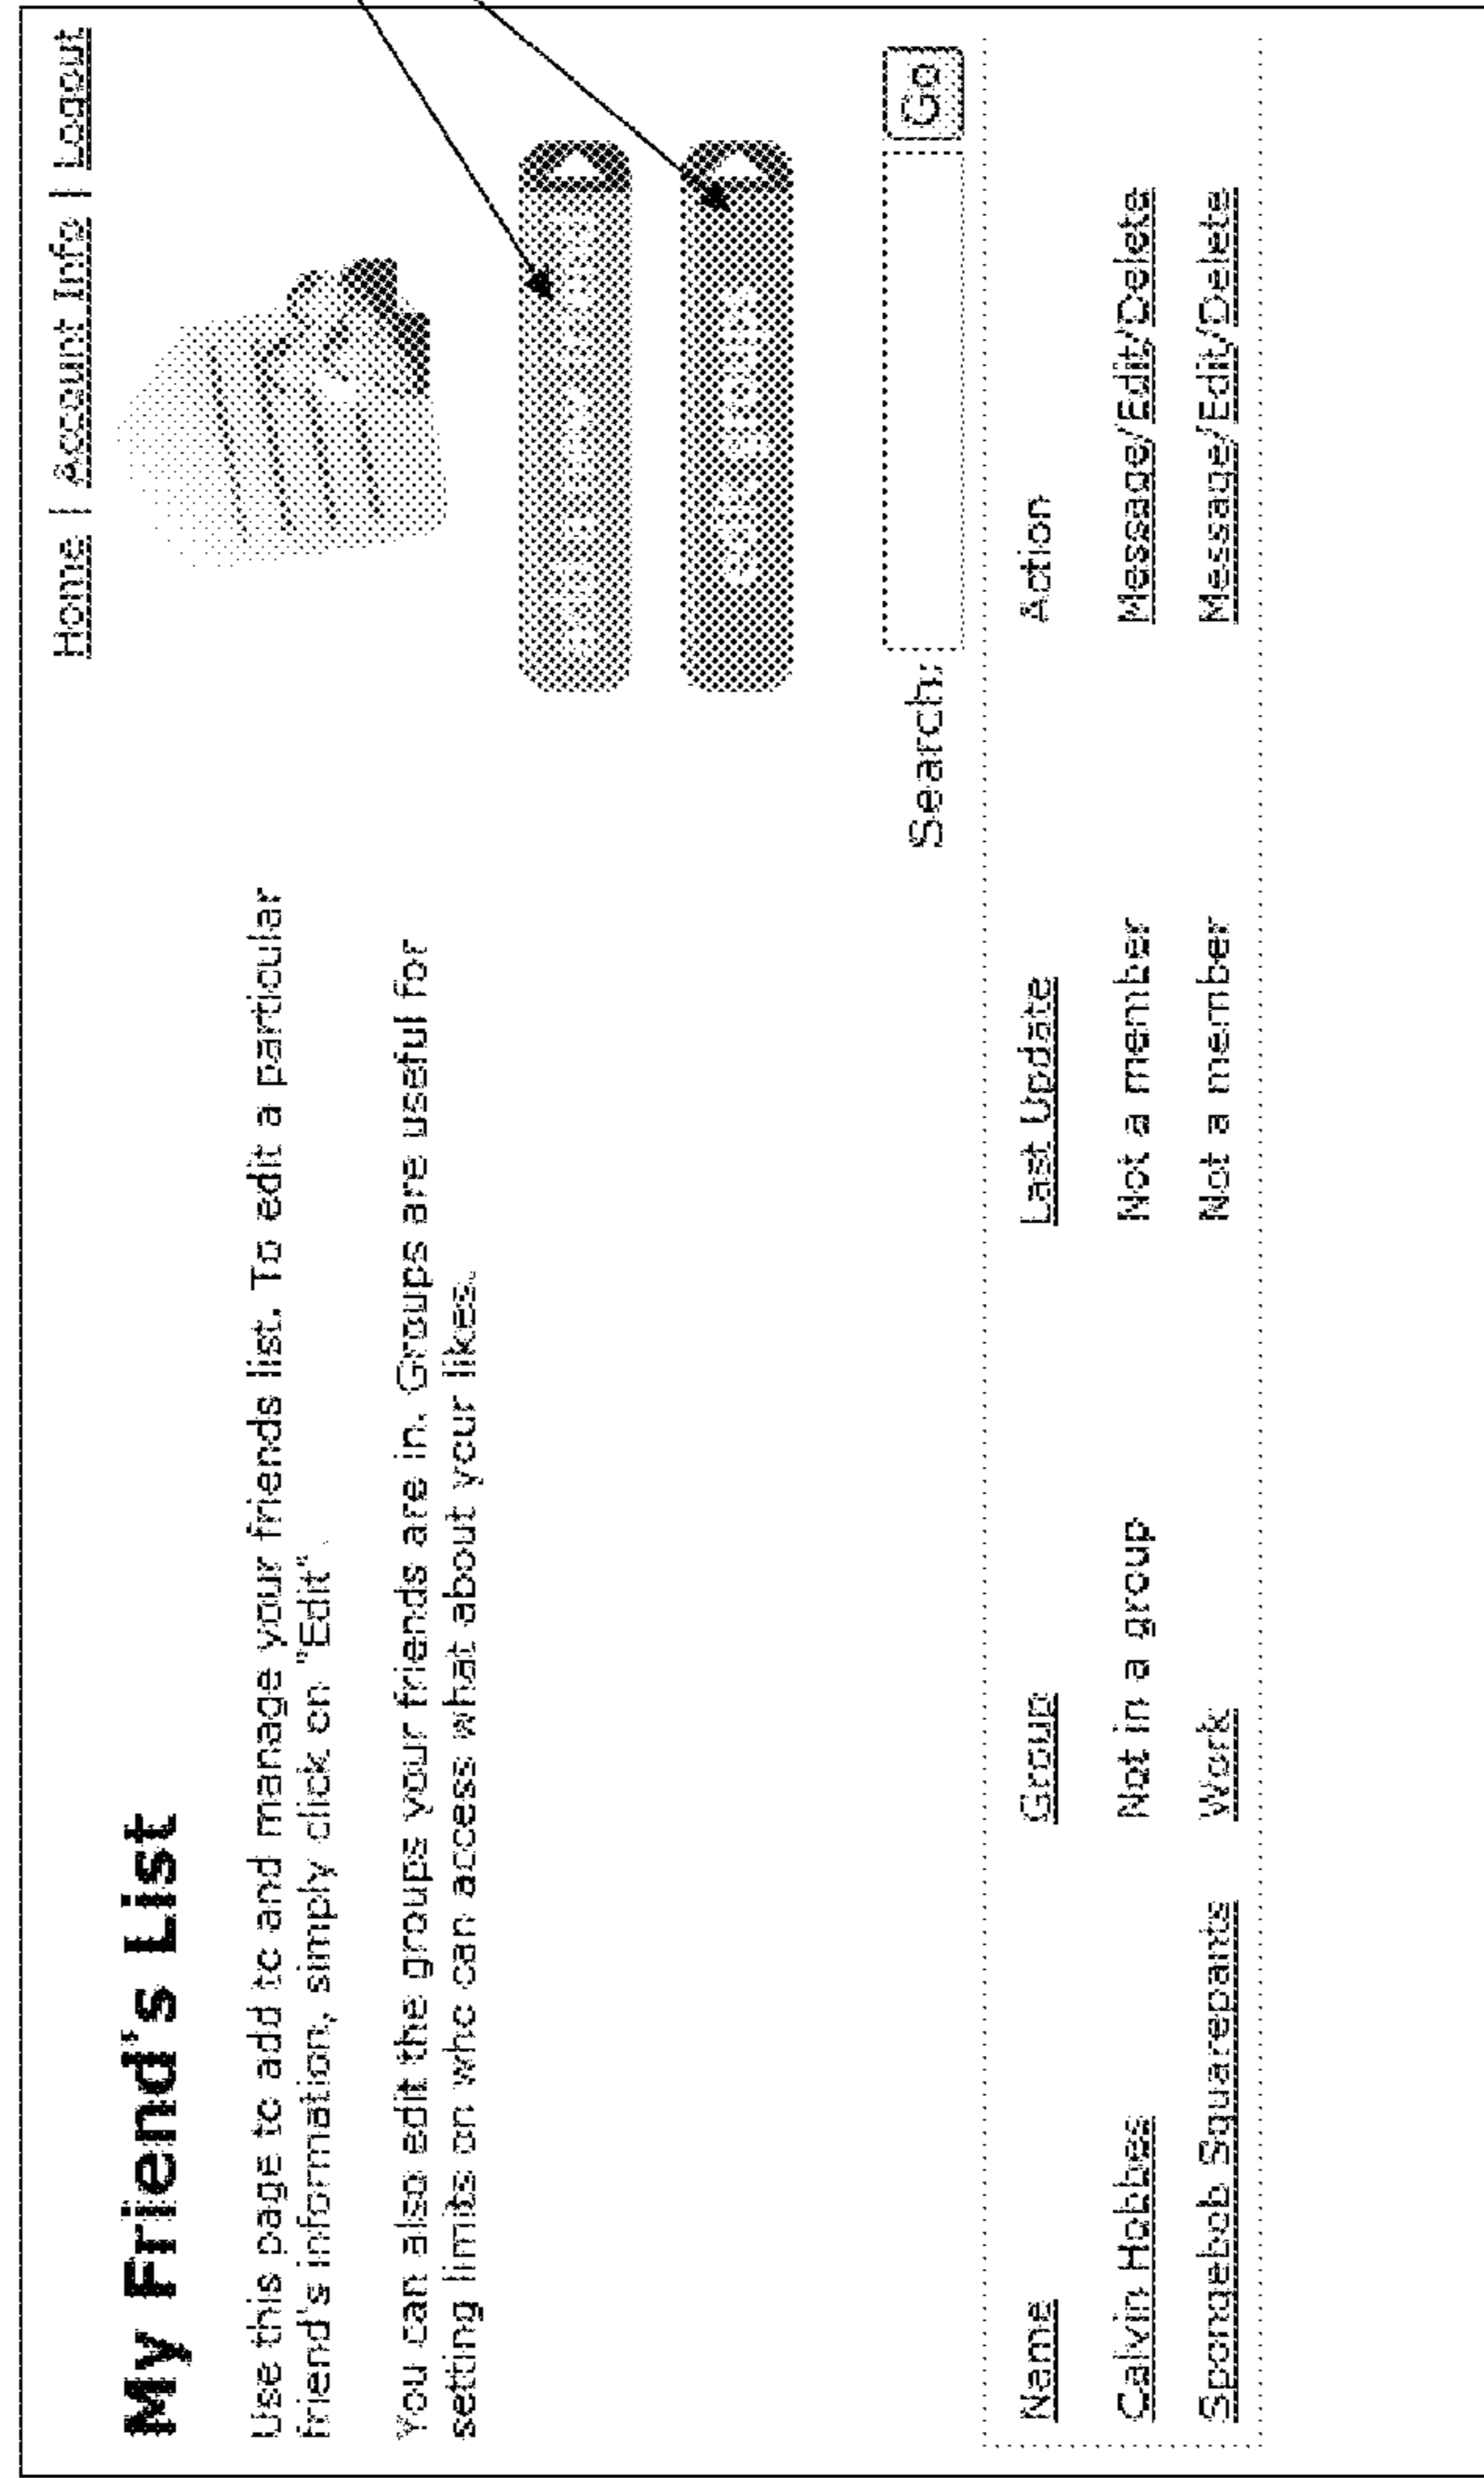 Home | Account Info | Logout
My Friend's List
Use this page to add to and manage your friends list. To edit a particular
friend's information, simply click on "Edit".
You can also edit the groups your friends are in. Groups are useful for
setting limits on who can access what about your likes.
Edit Groups
Search: Go
Name Group Last Update Action
Calvin Hobbes Not in a group Not a member Message/Edit/Delete
Spongebob Squarepants Work Not a member Message/Edit/Delete